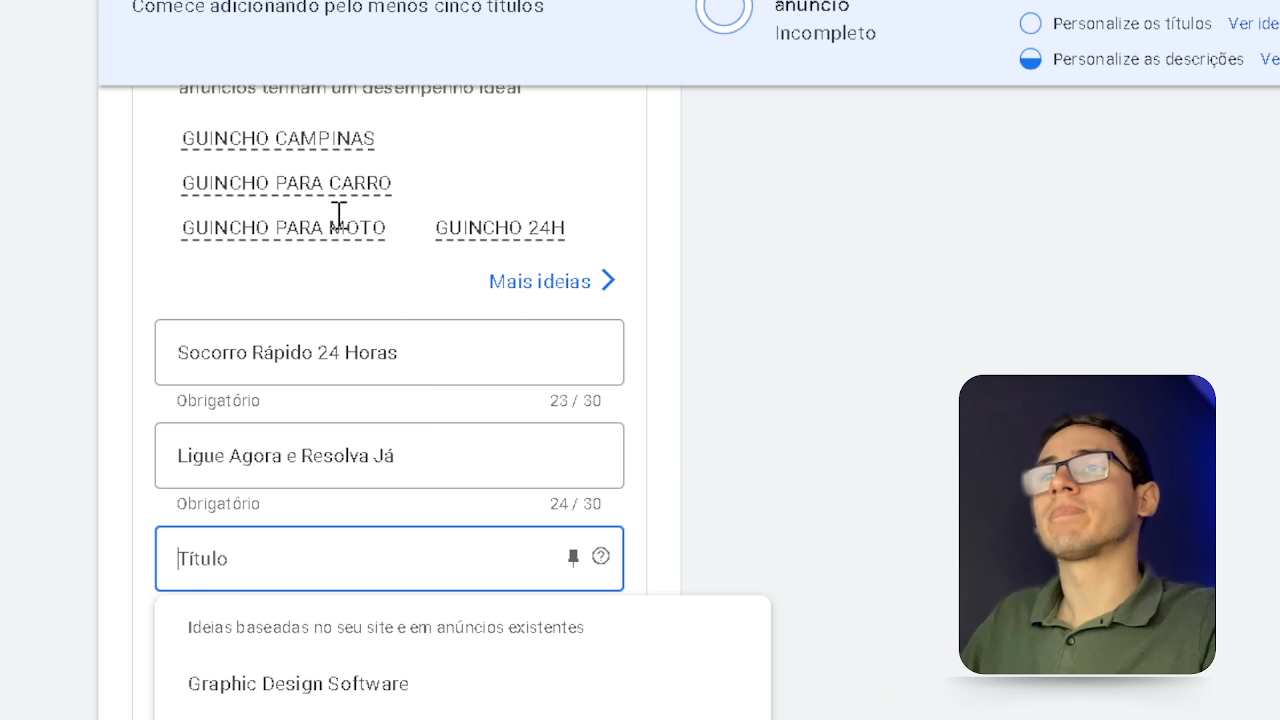 Comece adicionando pelo menos cinco títulos
anúncio
Incompleto
Personalize os títulos Ver ide
Personalize as descrições Ve
anúncios tenham um desempenho ideal
GUINCHO CAMPINAS
GUINCHO PARA CARRO
GUINCHO PARA MOTO GUINCHO 24H
Mais ideias
Socorro Rápido 24 Horas
Obrigatório 23 / 30
Ligue Agora e Resolva Já
Obrigatório 24 / 30
Título
Ideias baseadas no seu site e em anúncios existentes
Graphic Design Software